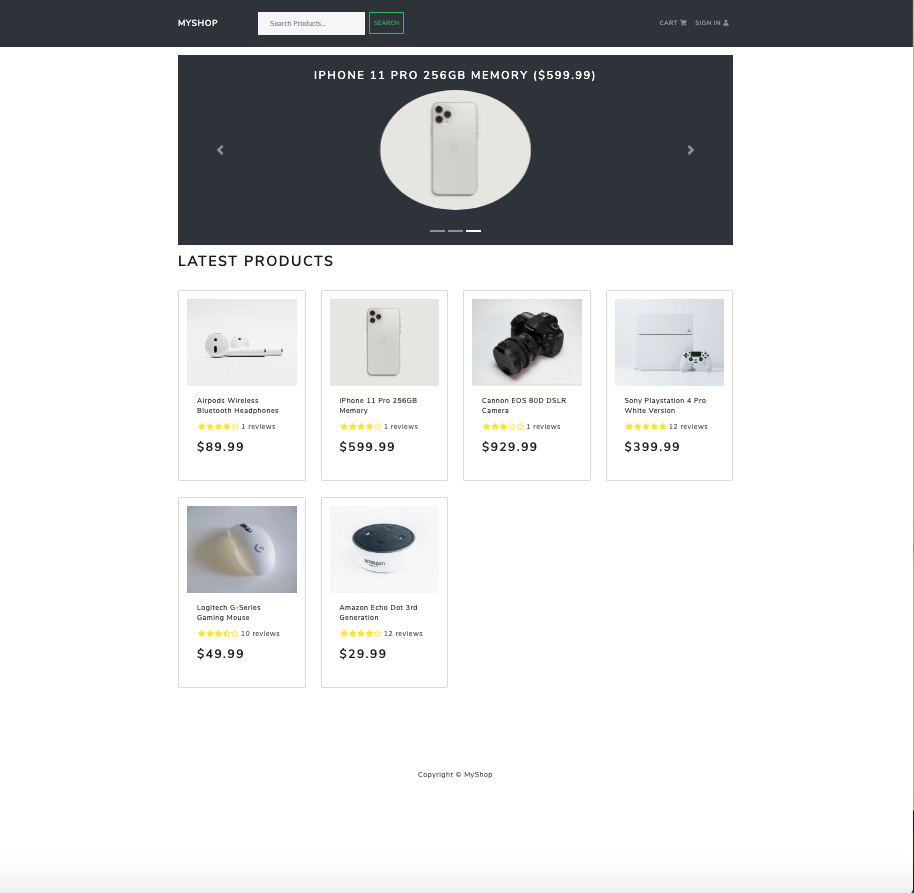 MYSHOP
Search Products...
SEARCH
CART
SIGN IN
IPHONE 11 PRO 256GB MEMORY ($599.99)
LATEST PRODUCTS
Airpods Wireless
Bluetooth Headphones
1 reviews
$89.99
iPhone 11 Pro 256GB
Memory
1 reviews
$599.99
Cannon EOS 80D DSLR
Camera
1 reviews
$929.99
Sony Playstation 4 Pro
White Version
12 reviews
$399.99
Logitech G-Series
Gaming Mouse
10 reviews
$49.99
amazon
Amazon Echo Dot 3rd
Generation
12 reviews
$29.99
Copyright © MyShop